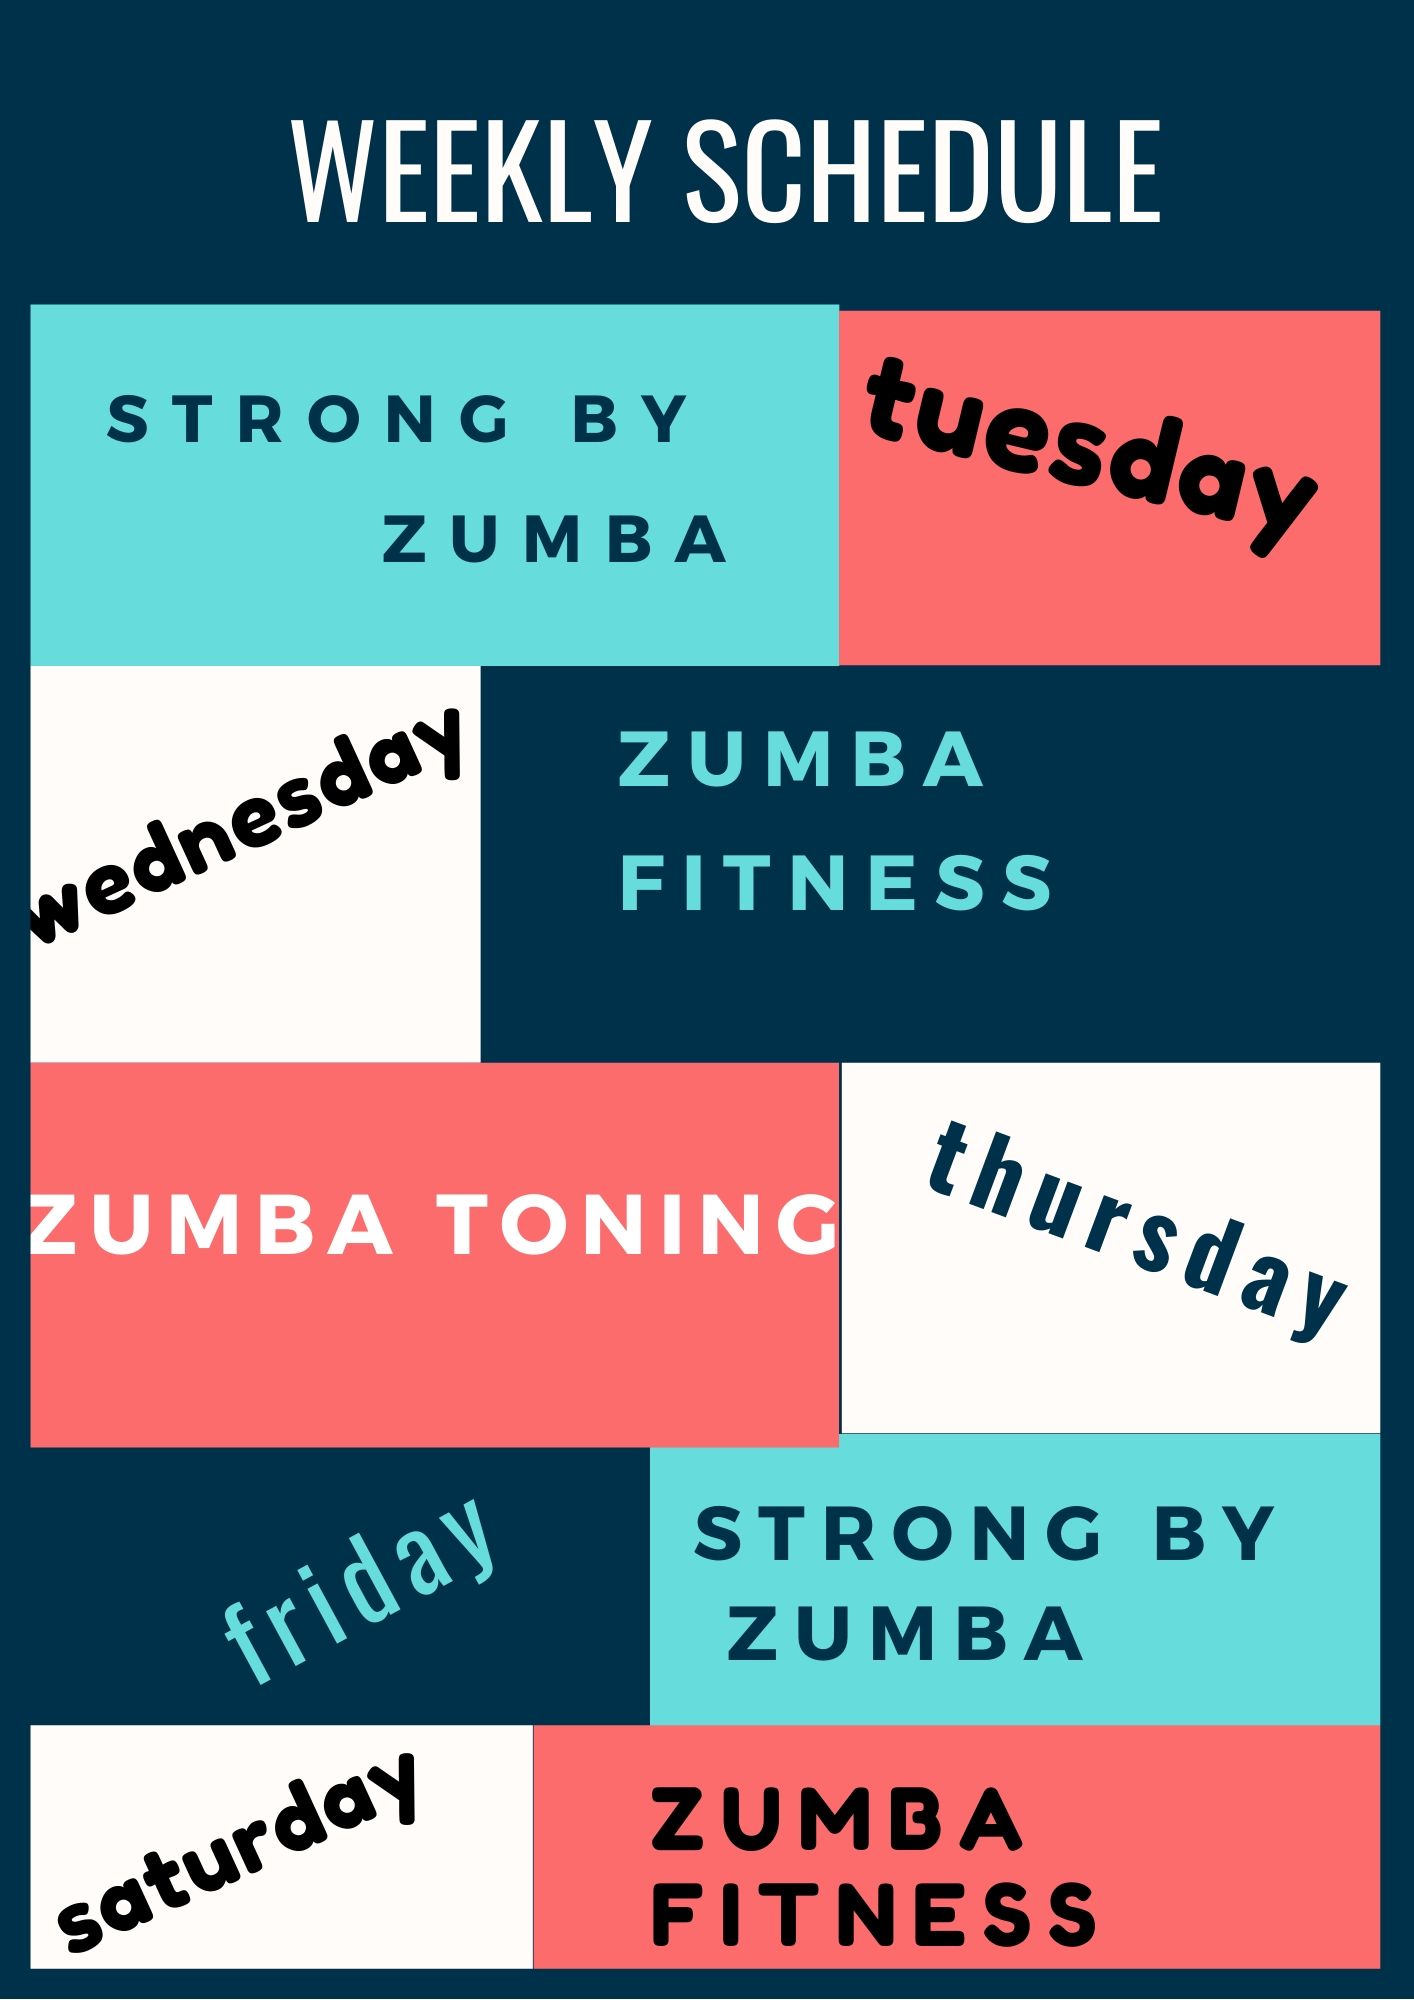 WEEKLY SCHEDULE
STRONG BY
ZUMBA
tuesday
wednesday
ZUMBA
FITNESS
ZUMBA TONING
thursday
friday
STRONG BY
ZUMBA
saturday
ZUMBA
FITNESS